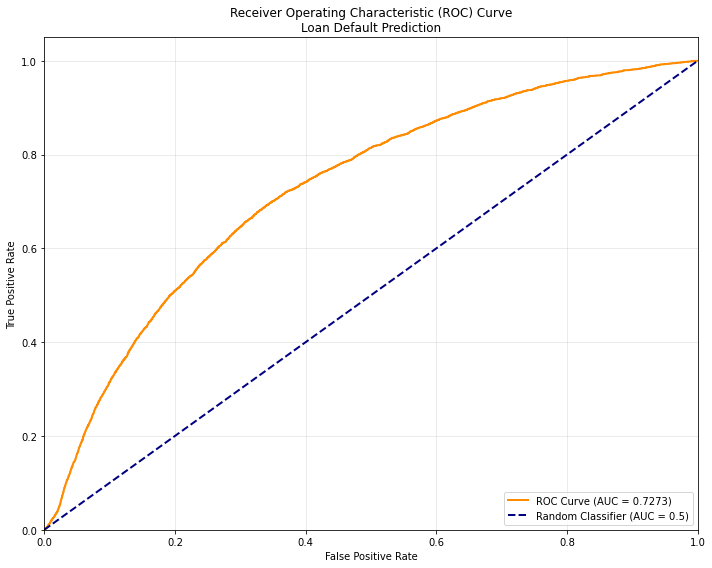 Receiver Operating Characteristic (ROC) Curve
Loan Default Prediction
True Positive Rate
1.0
0.8
0.6
0.4
0.2
0.0
0.0 0.2 0.4 0.6 0.8 1.0
False Positive Rate
ROC Curve (AUC = 0.7273)
Random Classifier (AUC = 0.5)